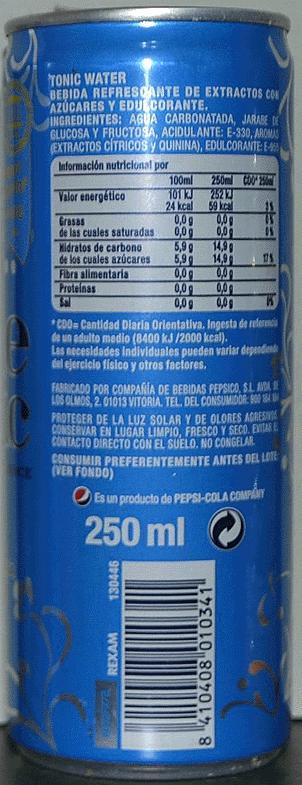 TONIC WATER
BEBIDA REFRESCANTE DE EXTRACTOS CON
AZÚCARES Y EDULCORANTE.
INGREDIENTES: AGUA CARBONATADA, JARABE DE
GLUCOSA Y FRUCTOSA, ACIDULANTE: E-330, AROMAS
(EXTRACTOS CÍTRICOS y QUININA), EDULCORANTE: E-955
Información nutricional por
100ml 250ml CDO* 250ml
Valor energético 101 KJ 252 KJ
24 kcal 59 kcal 3%
Grasas 0,0 g 0,0 g 0%
de las cuales saturadas 0,0 g 0,0 g 0%
Hidratos de carbono 5,9 g 14,9 g
de los cuales azúcares 5,9 g 14,9 g 17%
Fibra alimentaria 0,0 g 0,0 g
Proteínas 0,0 g 0,0 g
Sal 0,0 g 0,0 g 0%
*CDO= Cantidad Diaria Orientativa. Ingesta de referencia
de un adulto medio (8400 kJ /2000 kcal).
Las necesidades individuales pueden variar dependiendo
del ejercicio físico y otros factores.
FABRICADO POR COMPAÑÍA DE BEBIDAS PEPSICO, S.L. AVDA. DE
LOS OLMOS, 2. 01013 VITORIA. TEL. DEL CONSUMIDOR: 900
PROTEGER DE LA LUZ SOLAR Y DE OLORES AGRESIVOS.
CONSERVAR EN LUGAR LIMPIO, FRESCO Y SECO. EVITAR EL
CONTACTO DIRECTO CON EL SUELO. NO CONGELAR.
CONSUMIR PREFERENTEMENTE ANTES DEL LOTE:
(VER FONDO)
Es un producto de PEPSI-COLA COMPANY
250 ml
REXAM 130446
8 410408 010341